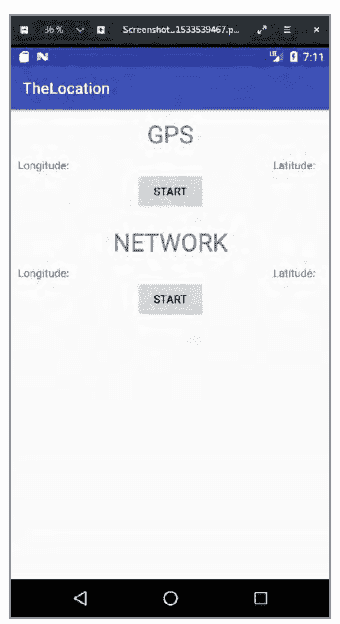 36% Screenshot_1533539467.p...
7:11
TheLocation
GPS
Longitude: Latitude:
START
NETWORK
Longitude: Latitude:
START